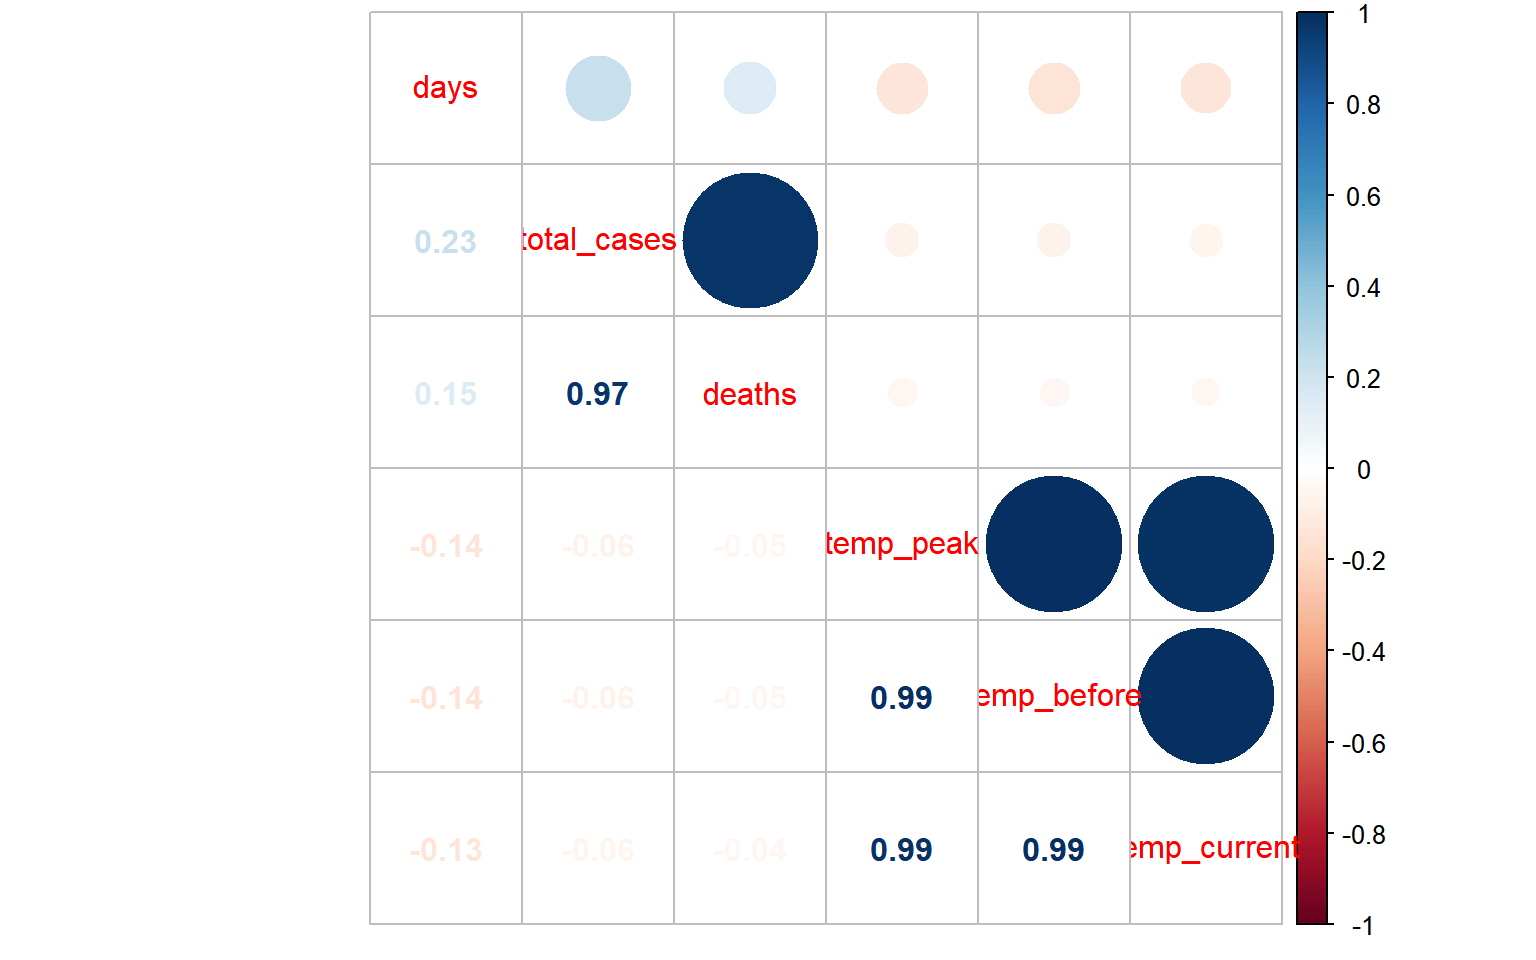 days
0.23 total_cases
0.15 0.97 deaths
-0.14 -0.06 -0.05 temp_peak
-0.14 -0.06 -0.05 0.99 emp_before
-0.13 -0.06 -0.04 0.99 0.99 emp_current
1
0.8
0.6
0.4
0.2
0
-0.2
-0.4
-0.6
-0.8
-1